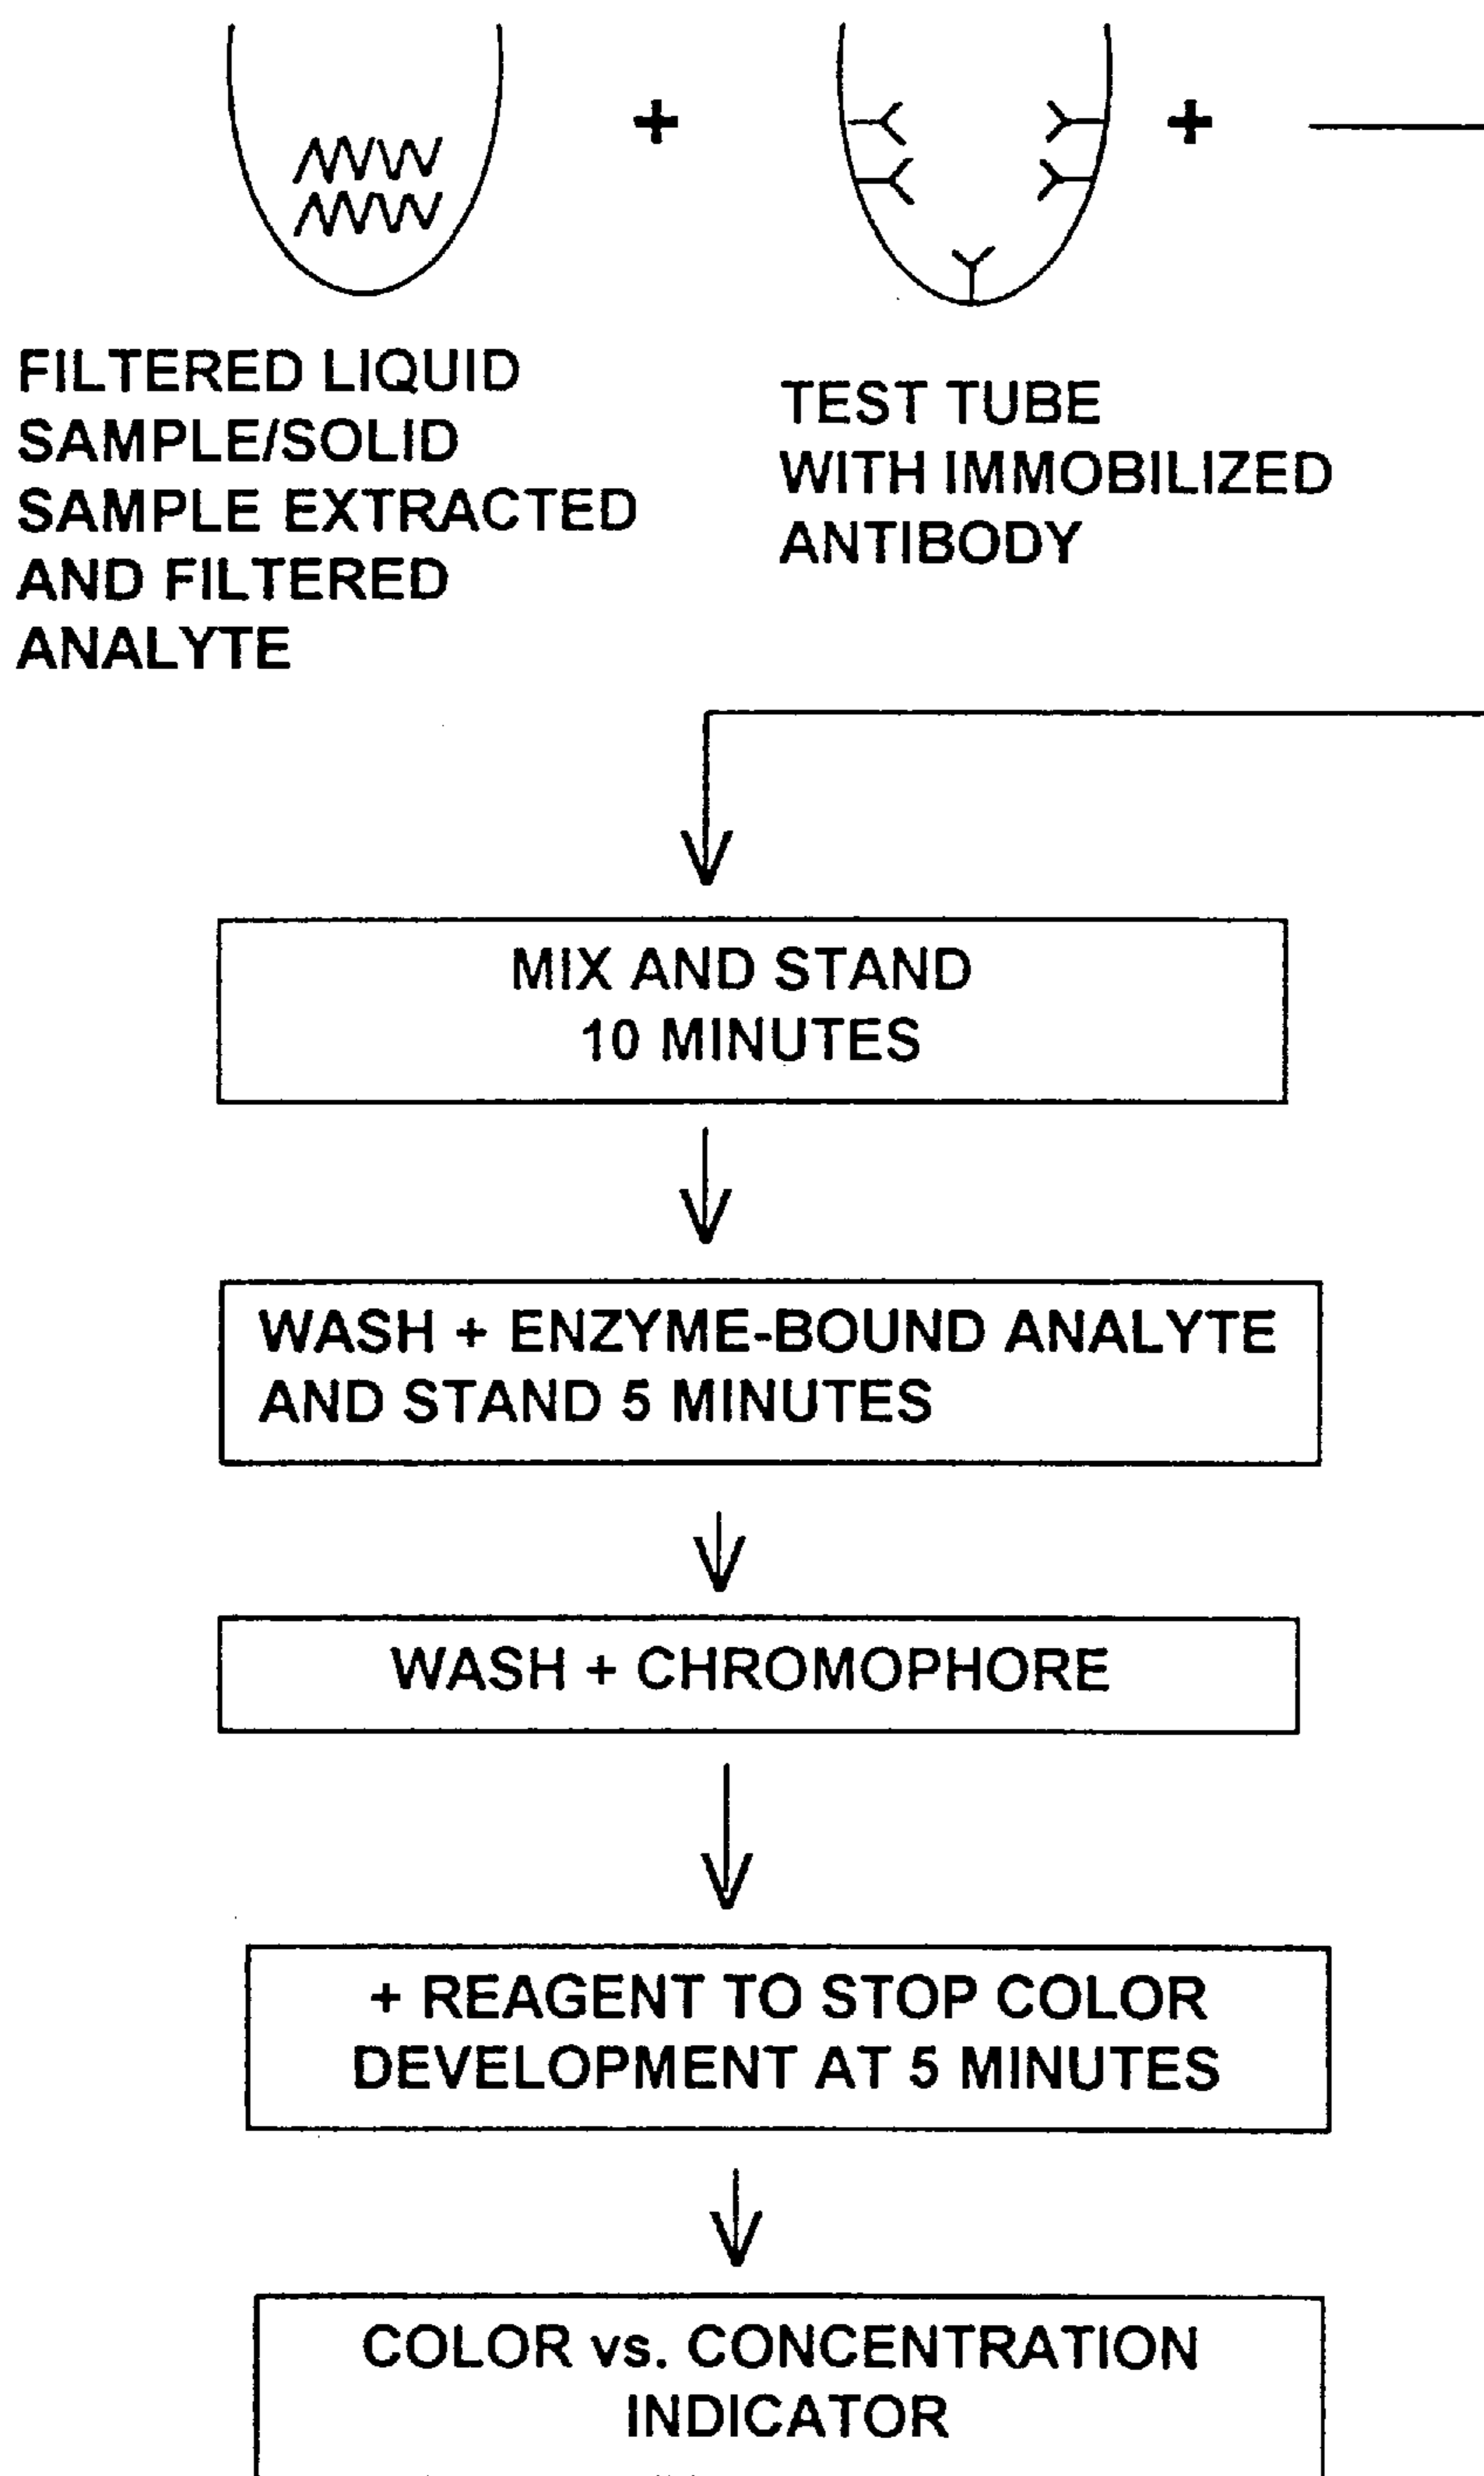 +
+
FILTERED LIQUID
SAMPLE/SOLID
SAMPLE EXTRACTED
AND FILTERED
ANALYTE
TEST TUBE
WITH IMMOBILIZED
ANTIBODY
MIX AND STAND
10 MINUTES
WASH + ENZYME-BOUND ANALYTE
AND STAND 5 MINUTES
WASH + CHROMOPHORE
+ REAGENT TO STOP COLOR
DEVELOPMENT AT 5 MINUTES
COLOR vs. CONCENTRATION
INDICATOR